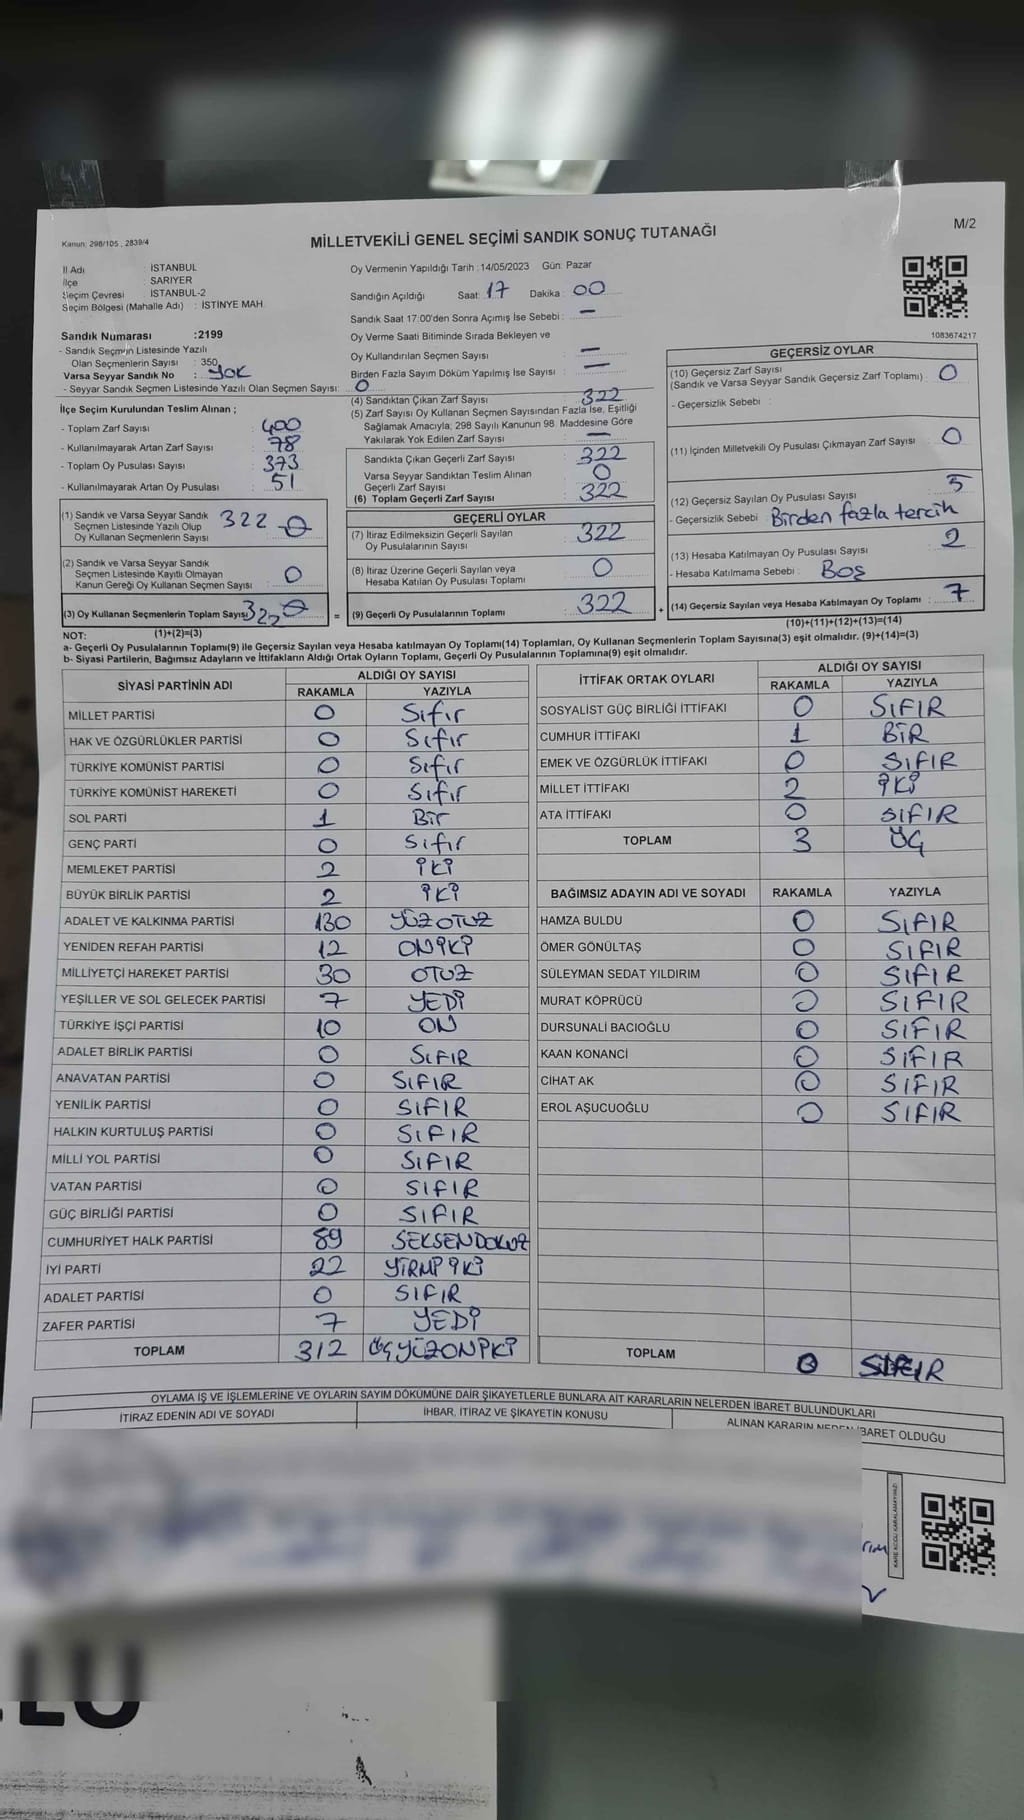 Kanun: 298/105 , 2839/4
MİLLETVEKİLİ GENEL SEÇİMİ SANDIK SONUÇ TUTANAĞI
M/2
İl Adı : İSTANBUL
İlçe : SARIYER
Seçim Çevresi : İSTANBUL-2
Seçim Bölgesi (Mahalle Adı) : İSTİNYE MAH.
Oy Vermenin Yapıldığı Tarih :14/05/2023 Gün: Pazar
Sandığın Açıldığı Saat: 17 Dakika : 00
Sandık Saat 17:00'den Sonra Açımış İse Sebebi : —
1083674217
Sandık Numarası :2199
- Sandık Seçmen Listesinde Yazılı
Olan Seçmenlerin Sayısı : 350
Varsa Seyyar Sandık No : YOK
- Seyyar Sandık Seçmen Listesinde Yazılı Olan Seçmen Sayısı: 0
Oy Verme Saati Bitiminde Sırada Bekleyen ve
Oy Kullandırılan Seçmen Sayısı : —
Birden Fazla Sayım Döküm Yapılmış İse Sayısı : —
İlçe Seçim Kurulundan Teslim Alınan ;
- Toplam Zarf Sayısı : 400
- Kullanılmayarak Artan Zarf Sayısı : 78
- Toplam Oy Pusulası Sayısı : 373
- Kullanılmayarak Artan Oy Pusulası : 51
(4) Sandıktan Çıkan Zarf Sayısı : 322
(5) Zarf Sayısı Oy Kullanan Seçmen Sayısından Fazla İse, Eşitliği
Sağlamak Amacıyla, 298 Sayılı Kanunun 98. Maddesine Göre
Yakılarak Yok Edilen Zarf Sayısı : —
Sandıkta Çıkan Geçerli Zarf Sayısı : 322
Varsa Seyyar Sandıktan Teslim Alınan
Geçerli Zarf Sayısı : 0
(6) Toplam Geçerli Zarf Sayısı : 322
GEÇERSİZ OYLAR
(10) Geçersiz Zarf Sayısı : 0
(Sandık ve Varsa Seyyar Sandık Geçersiz Zarf Toplamı)
- Geçersizlik Sebebi :
(11) İçinden Milletvekili Oy Pusulası Çıkmayan Zarf Sayısı : 0
(12) Geçersiz Sayılan Oy Pusulası Sayısı : 5
- Geçersizlik Sebebi : Birden fazla tercih
(13) Hesaba Katılmayan Oy Pusulası Sayısı : 2
- Hesaba Katılmama Sebebi : Boş
(14) Geçersiz Sayılan veya Hesaba Katılmayan Oy Toplamı : 7
(10)+(11)+(12)+(13)=(14)
(1) Sandık ve Varsa Seyyar Sandık
Seçmen Listesinde Yazılı Olup
Oy Kullanan Seçmenlerin Sayısı : 322 0
(2) Sandık ve Varsa Seyyar Sandık
Seçmen Listesinde Kayıtlı Olmayan
Kanun Gereği Oy Kullanan Seçmen Sayısı : 0
(3) Oy Kullanan Seçmenlerin Toplam Sayısı : 322 0 =
(1)+(2)=(3)
GEÇERLİ OYLAR
(7) İtiraz Edilmeksizin Geçerli Sayılan
Oy Pusulalarının Sayısı : 322
(8) İtiraz Üzerine Geçerli Sayılan veya
Hesaba Katılan Oy Pusulası Toplamı : 0
(9) Geçerli Oy Pusulalarının Toplamı : 322 +
NOT:
a- Geçerli Oy Pusulalarının Toplamı(9) ile Geçersiz Sayılan veya Hesaba katılmayan Oy Toplamı(14) Toplamları, Oy Kullanan Seçmenlerin Toplam Sayısına(3) eşit olmalıdır. (9)+(14)=(3)
b- Siyasi Partilerin, Bağımsız Adayların ve İttifakların Aldığı Ortak Oyların Toplamı, Geçerli Oy Pusulalarının Toplamına(9) eşit olmalıdır.
SİYASİ PARTİNİN ADI ALDIĞI OY SAYISI
RAKAMLA YAZIYLA
MİLLET PARTİSİ 0 Sıfır
HAK VE ÖZGÜRLÜKLER PARTİSİ 0 Sıfır
TÜRKİYE KOMÜNİST PARTİSİ 0 Sıfır
TÜRKİYE KOMÜNİST HAREKETİ 0 Sıfır
SOL PARTİ 1 Bir
GENÇ PARTİ 0 Sıfır
MEMLEKET PARTİSİ 2 İKİ
BÜYÜK BİRLİK PARTİSİ 2 İKİ
ADALET VE KALKINMA PARTİSİ 130 YÜZ OTUZ
YENİDEN REFAH PARTİSİ 12 ONİKİ
MİLLİYETÇİ HAREKET PARTİSİ 30 OTUZ
YEŞİLLER VE SOL GELECEK PARTİSİ 7 YEDİ
TÜRKİYE İŞÇİ PARTİSİ 10 ON
ADALET BİRLİK PARTİSİ 0 SIFIR
ANAVATAN PARTİSİ 0 SIFIR
YENİLİK PARTİSİ 0 SIFIR
HALKIN KURTULUŞ PARTİSİ 0 SIFIR
MİLLİ YOL PARTİSİ 0 SIFIR
VATAN PARTİSİ 0 SIFIR
GÜÇ BİRLİĞİ PARTİSİ 0 SIFIR
CUMHURİYET HALK PARTİSİ 89 SEKSENDOKUZ
İYİ PARTİ 22 YİRMİ İKİ
ADALET PARTİSİ 0 SIFIR
ZAFER PARTİSİ 7 YEDİ
TOPLAM 312 ÜÇYÜZONİKİ
İTTİFAK ORTAK OYLARI ALDIĞI OY SAYISI
RAKAMLA YAZIYLA
SOSYALİST GÜÇ BİRLİĞİ İTTİFAKI 0 SIFIR
CUMHUR İTTİFAKI 1 BİR
EMEK VE ÖZGÜRLÜK İTTİFAKI 0 SIFIR
MİLLET İTTİFAKI 2 İKİ
ATA İTTİFAKI 0 SIFIR
TOPLAM 3 ÜÇ
BAĞIMSIZ ADAYIN ADI VE SOYADI RAKAMLA YAZIYLA
HAMZA BULDU 0 SIFIR
ÖMER GÖNÜLTAŞ 0 SIFIR
SÜLEYMAN SEDAT YILDIRIM 0 SIFIR
MURAT KÖPRÜCÜ 0 SIFIR
DURSUNALİ BACIOĞLU 0 SIFIR
KAAN KONANCİ 0 SIFIR
CİHAT AK 0 SIFIR
EROL AŞUCUOĞLU 0 SIFIR
TOPLAM 0 SIFIR
OYLAMA İŞ VE İŞLEMLERİNE VE OYLARIN SAYIM DÖKÜMÜNE DAİR ŞİKAYETLERLE BUNLARA AİT KARARLARIN NELERDEN İBARET BULUNDUKLARI
İTİRAZ EDENİN ADI VE SOYADI
İHBAR, İTİRAZ VE ŞİKAYETİN KONUSU
ALINAN KARARIN NEDEN İBARET OLDUĞU
KARE KODU KARALAMAYINIZ!
LU